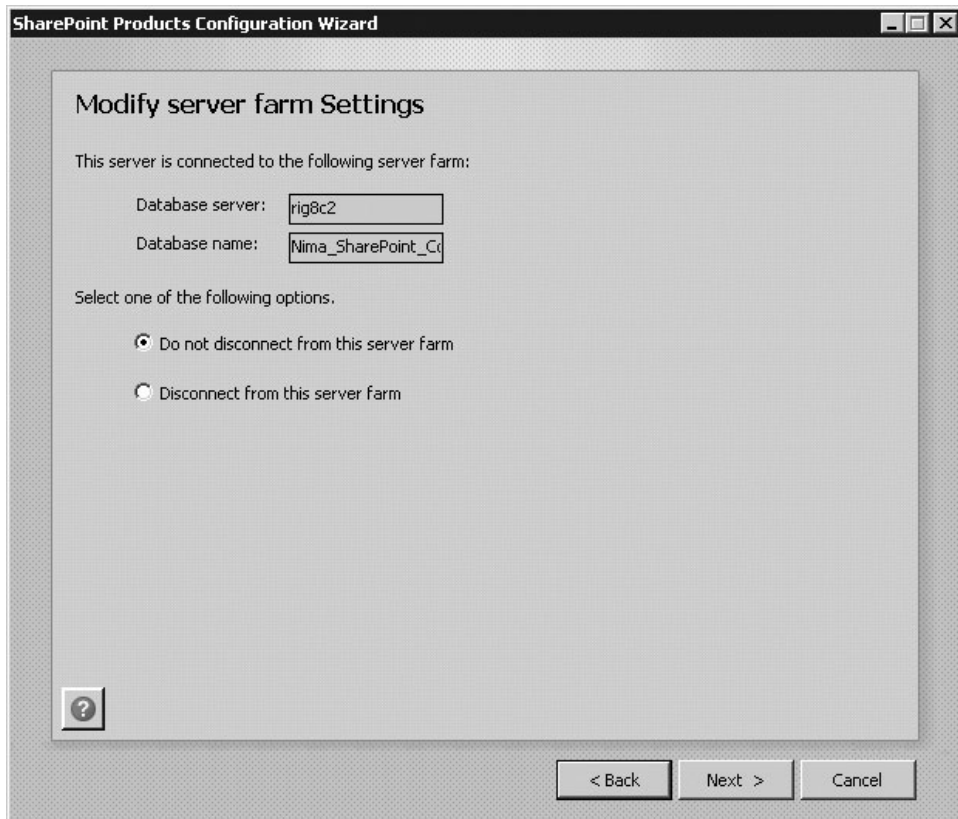 SharePoint Products Configuration Wizard
Modify server farm Settings
This server is connected to the following server farm:
Database server: rig8c2
Database name: Nima_SharePoint_Co
Select one of the following options.
Do not disconnect from this server farm
Disconnect from this server farm
?
< Back Next > Cancel